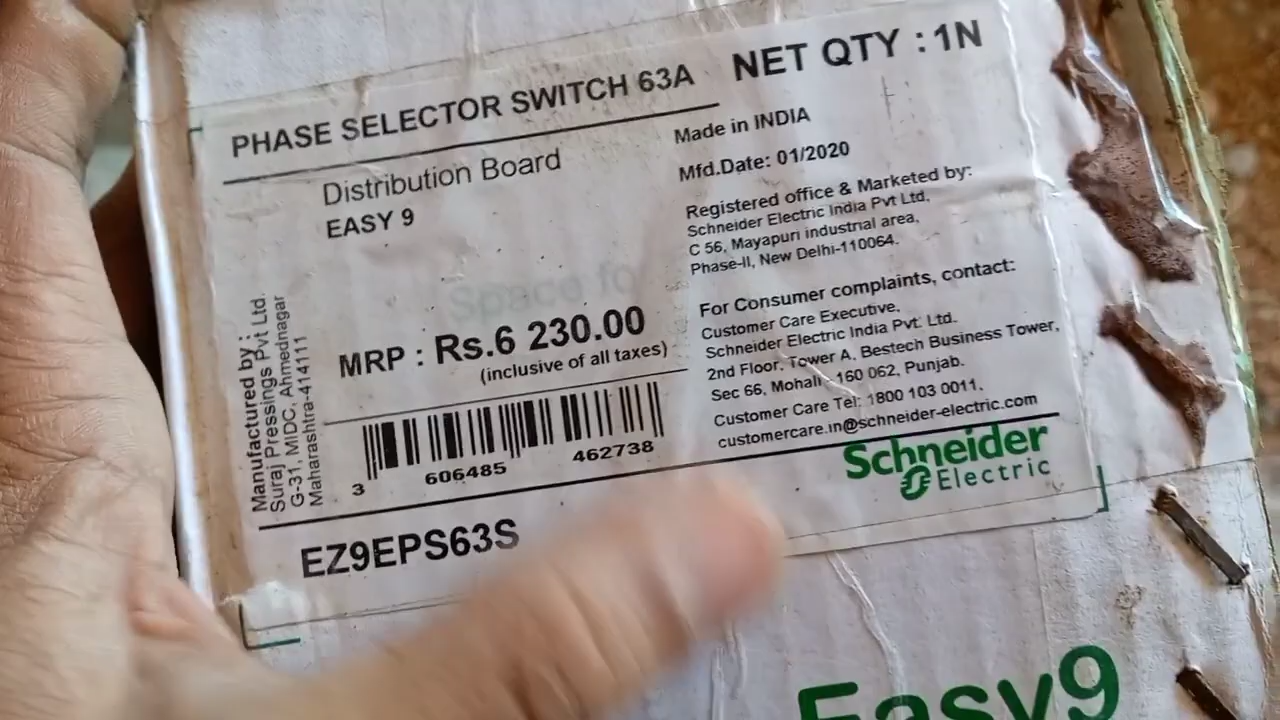 PHASE SELECTOR SWITCH 63A
NET QTY : 1N
Distribution Board
EASY 9
Space fo
MRP : Rs.6 230.00
(inclusive of all taxes)
3 606485 462738
Manufactured by :
Suraj Pressings Pvt Ltd.
G-31, MIDC, Ahmednagar
Maharashtra-414111
Made in INDIA
Mfd.Date: 01/2020
Registered office & Marketed by:
Schneider Electric India Pvt Ltd,
C 56, Mayapuri industrial area,
Phase-II, New Delhi-110064.
For Consumer complaints, contact:
Customer Care Executive,
Schneider Electric India Pvt. Ltd.
2nd Floor, Tower A, Bestech Business Tower,
Sec 66, Mohali - 160 062, Punjab.
Customer Care Tel: 1800 103 0011,
customercare.in@schneider-electric.com
Schneider
Electric
EZ9EPS63S
Easy9